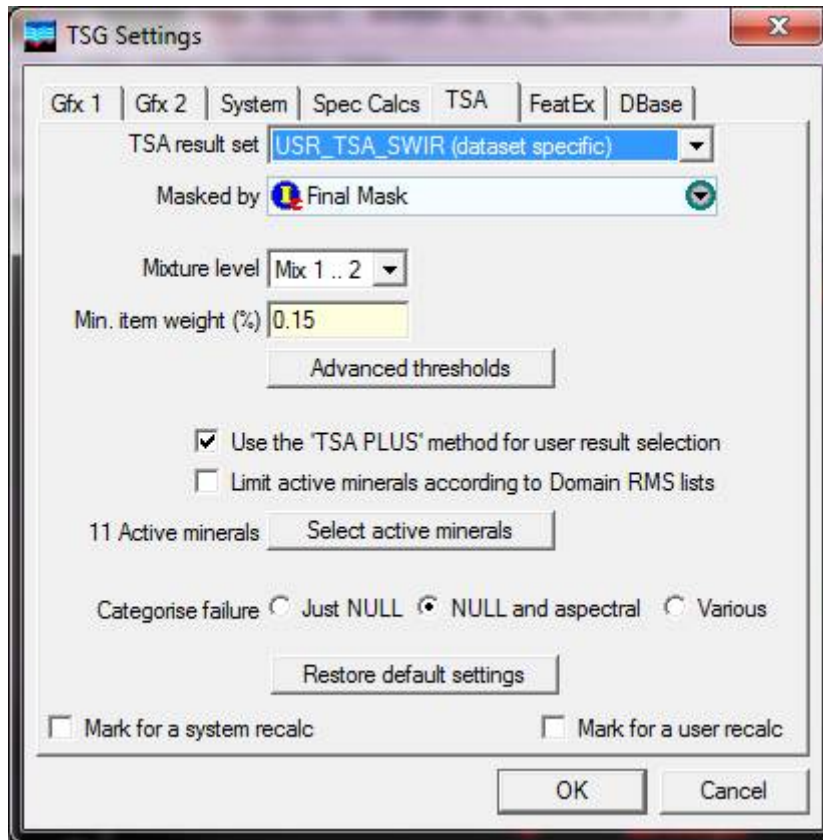 TSG Settings
Gfx 1 Gfx 2 System Spec Calcs TSA FeatEx DBase
TSA result set USR_TSA_SWIR (dataset specific)
Masked by Final Mask
Mixture level Mix 1 .. 2
Min. item weight (%) 0.15
Advanced thresholds
Use the 'TSA PLUS' method for user result selection
Limit active minerals according to Domain RMS lists
11 Active minerals Select active minerals
Categorise failure Just NULL NULL and aspectral Various
Restore default settings
Mark for a system recalc Mark for a user recalc
OK Cancel